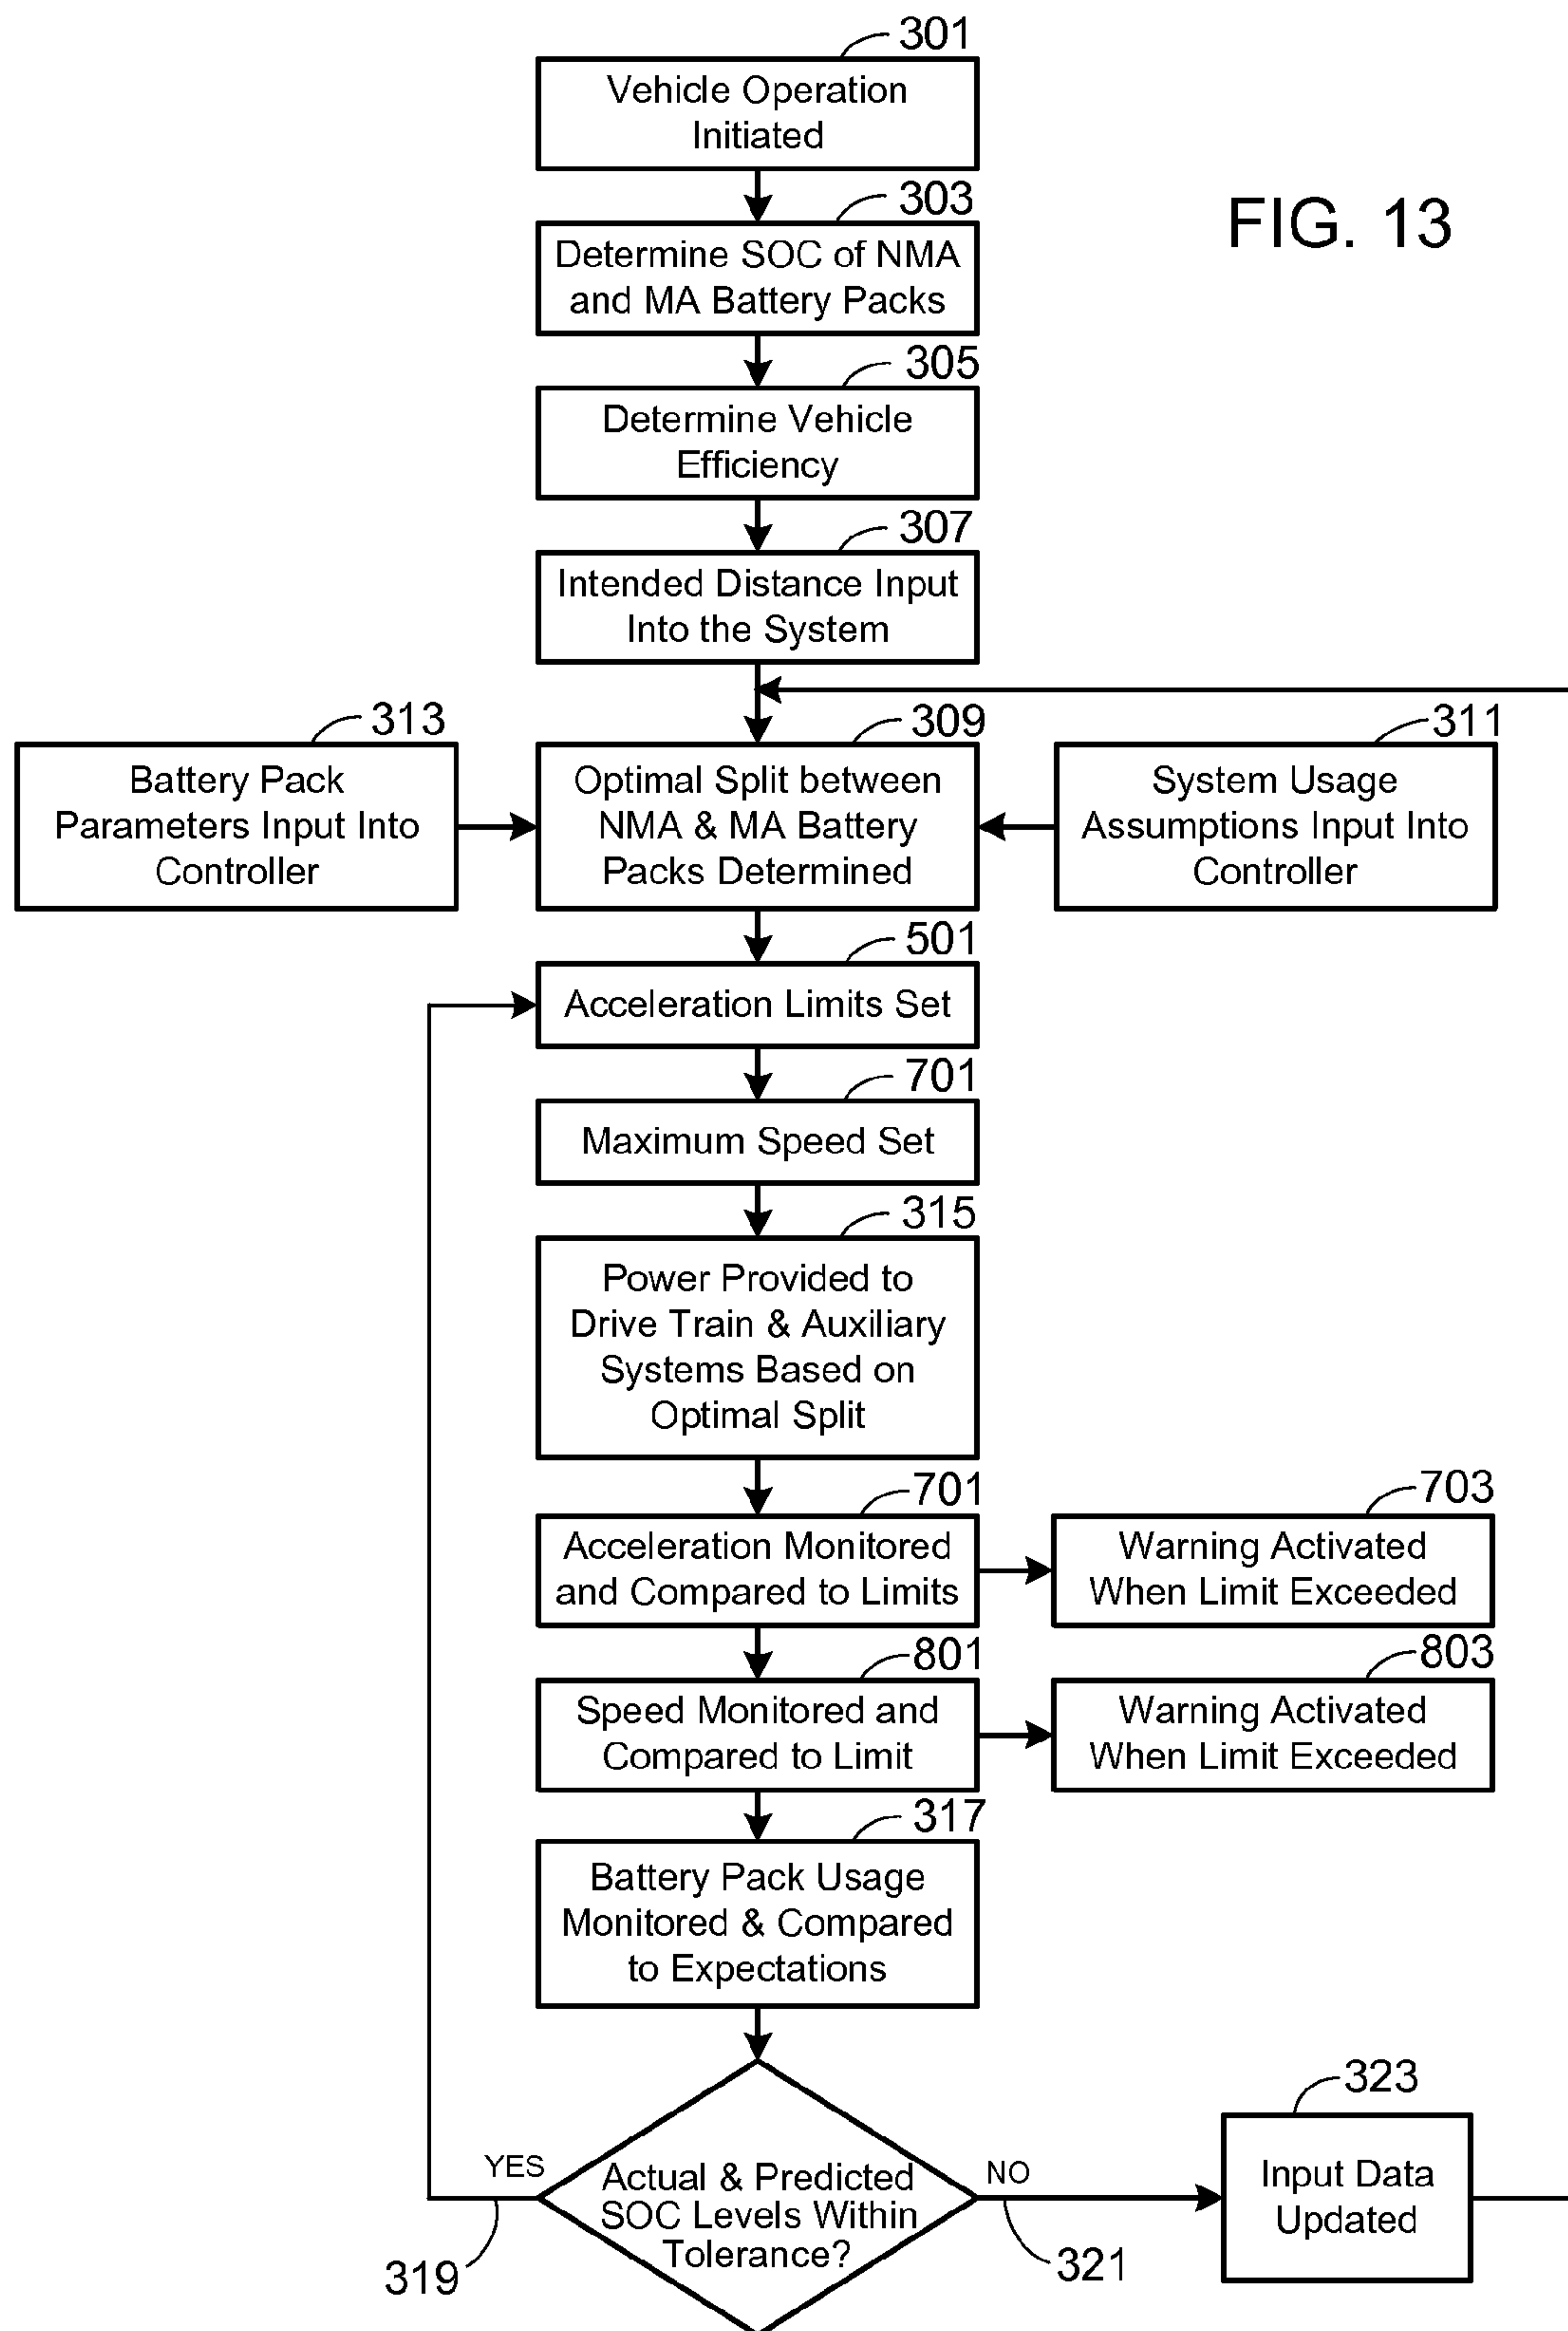 301
Vehicle Operation
Initiated
303
FIG. 13
Determine SOC of NMA
and MA Battery Packs
305
Determine Vehicle
Efficiency
307
Intended Distance Input
Into the System
313
Battery Pack
Parameters Input Into
Controller
309
Optimal Split between
NMA & MA Battery
Packs Determined
311
System Usage
Assumptions Input Into
Controller
501
Acceleration Limits Set
701
Maximum Speed Set
315
Power Provided to
Drive Train & Auxiliary
Systems Based on
Optimal Split
701
Acceleration Monitored
and Compared to Limits
703
Warning Activated
When Limit Exceeded
801
Speed Monitored and
Compared to Limit
803
Warning Activated
When Limit Exceeded
317
Battery Pack Usage
Monitored & Compared
to Expectations
YES
Actual & Predicted
SOC Levels Within
Tolerance?
NO
319
321
323
Input Data
Updated